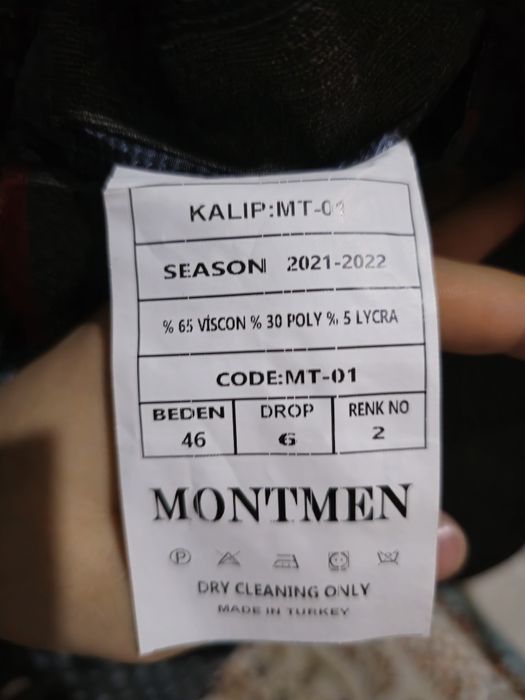 KALIP:MT-01
SEASON 2021-2022
% 65 VİSCON % 30 POLY % 5 LYCRA
CODE:MT-01
BEDEN DROP RENK NO
46 6 2
MONTMEN
P
DRY CLEANING ONLY
MADE IN TURKEY